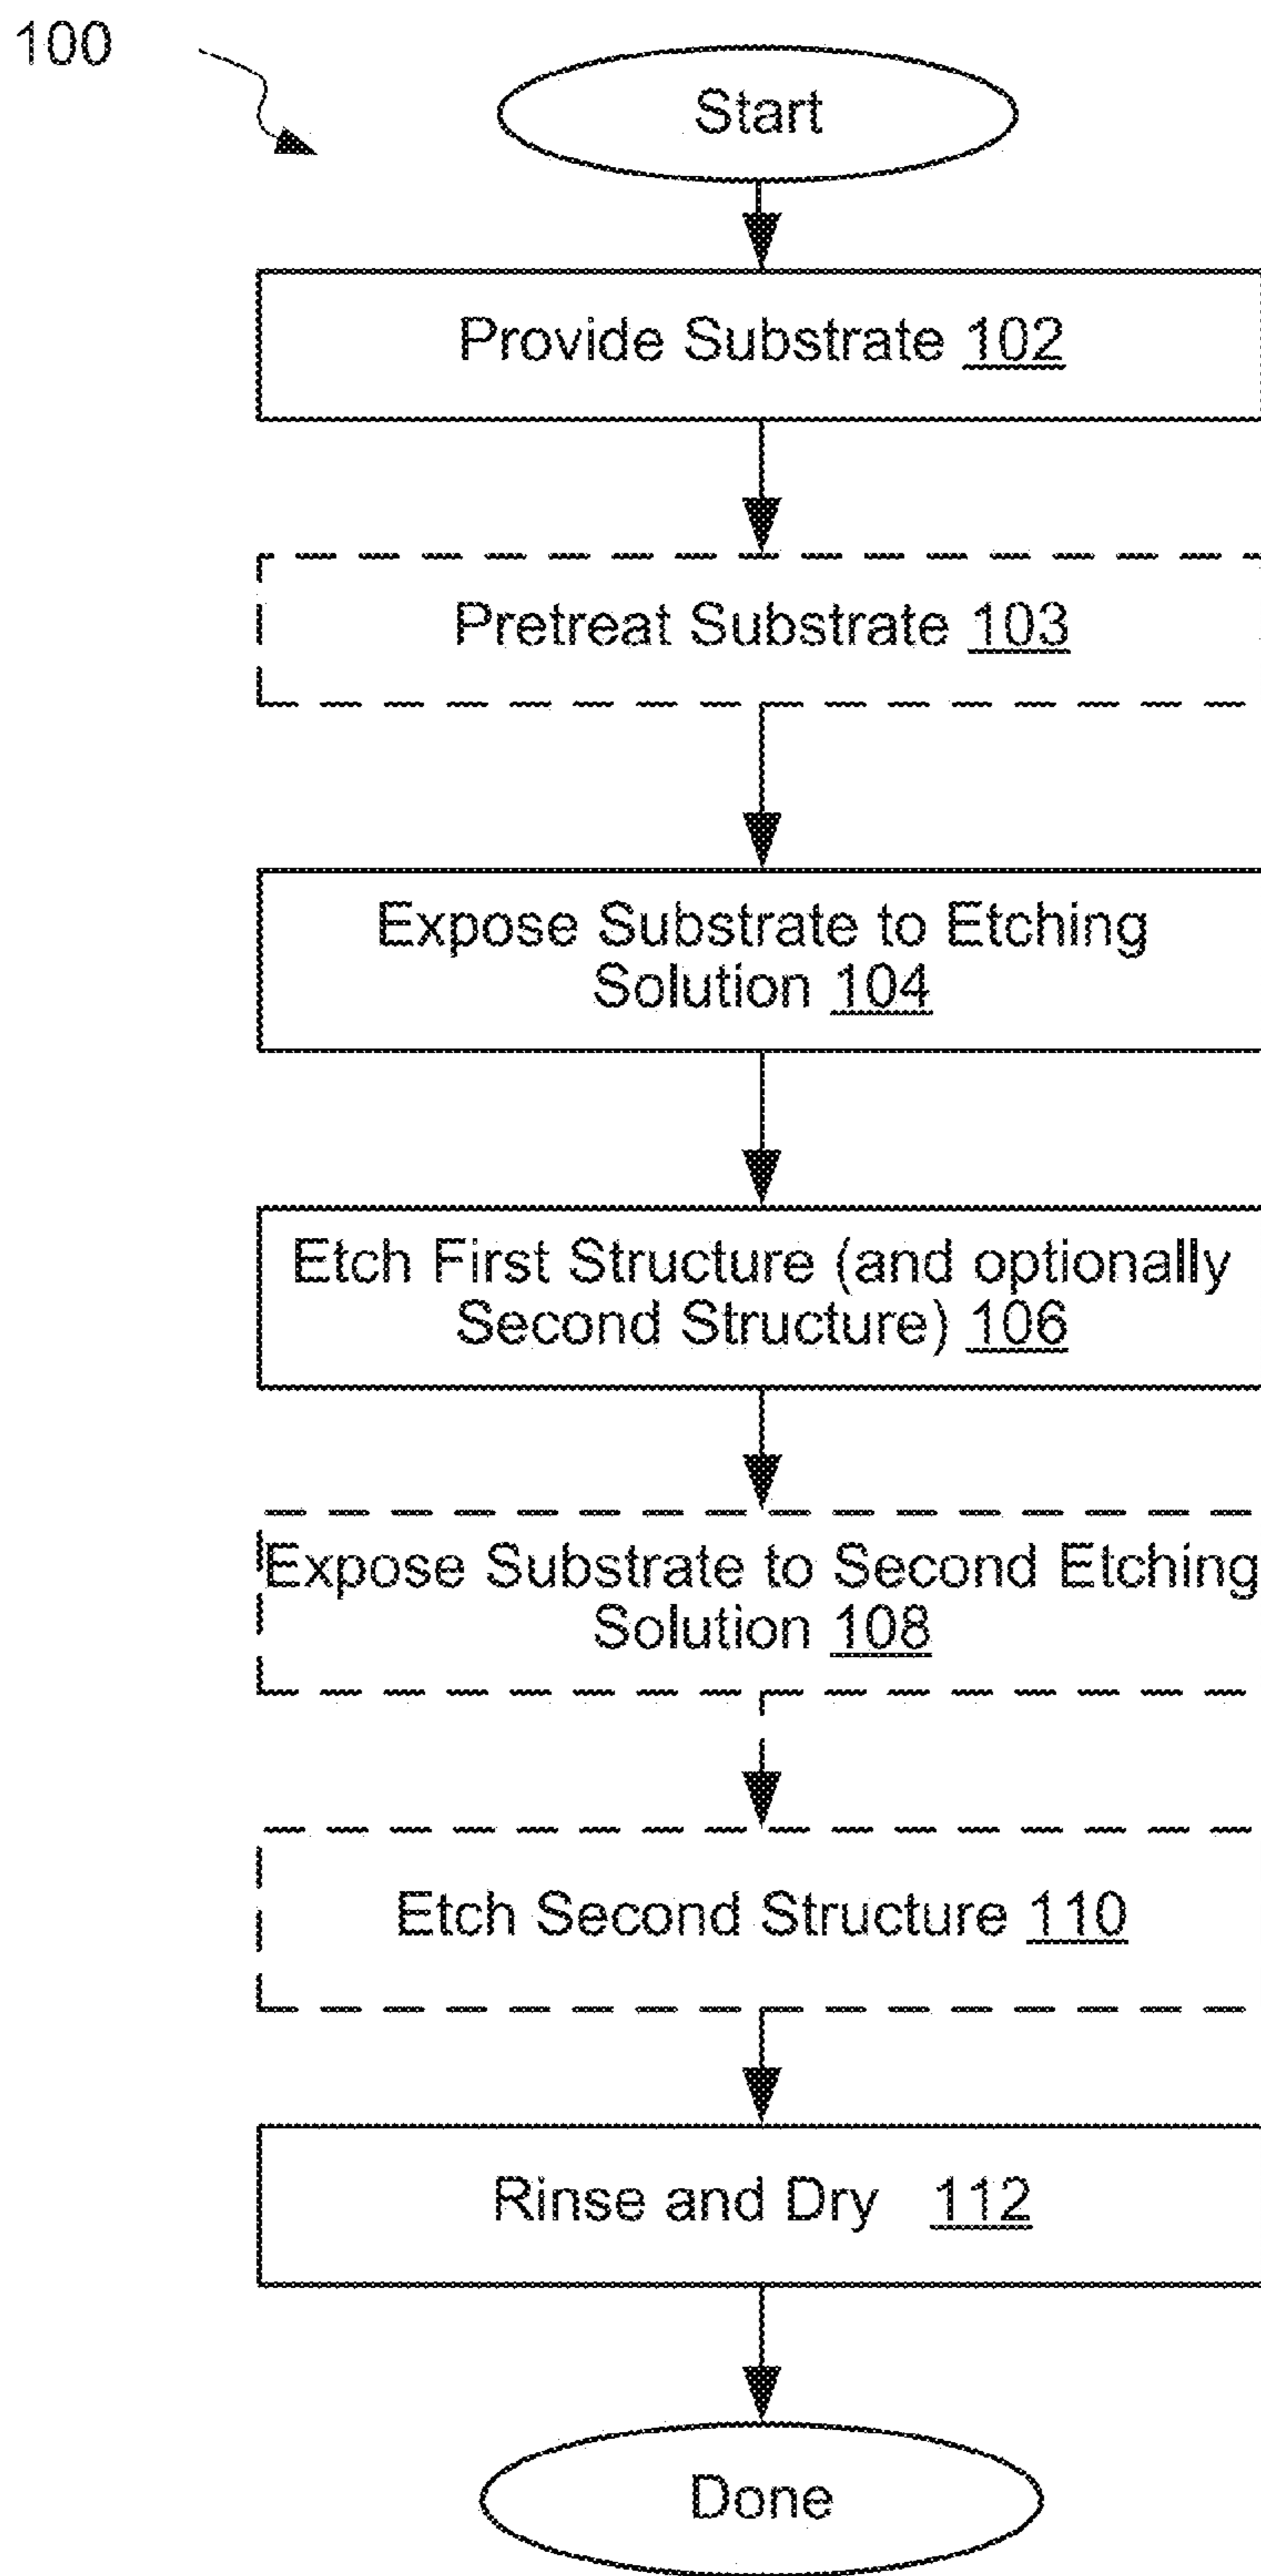 100
Start
Provide Substrate 102
Pretreat Substrate 103
Expose Substrate to Etching
Solution 104
Etch First Structure (and optionally
Second Structure) 106
Expose Substrate to Second Etching
Solution 108
Etch Second Structure 110
Rinse and Dry 112
Done